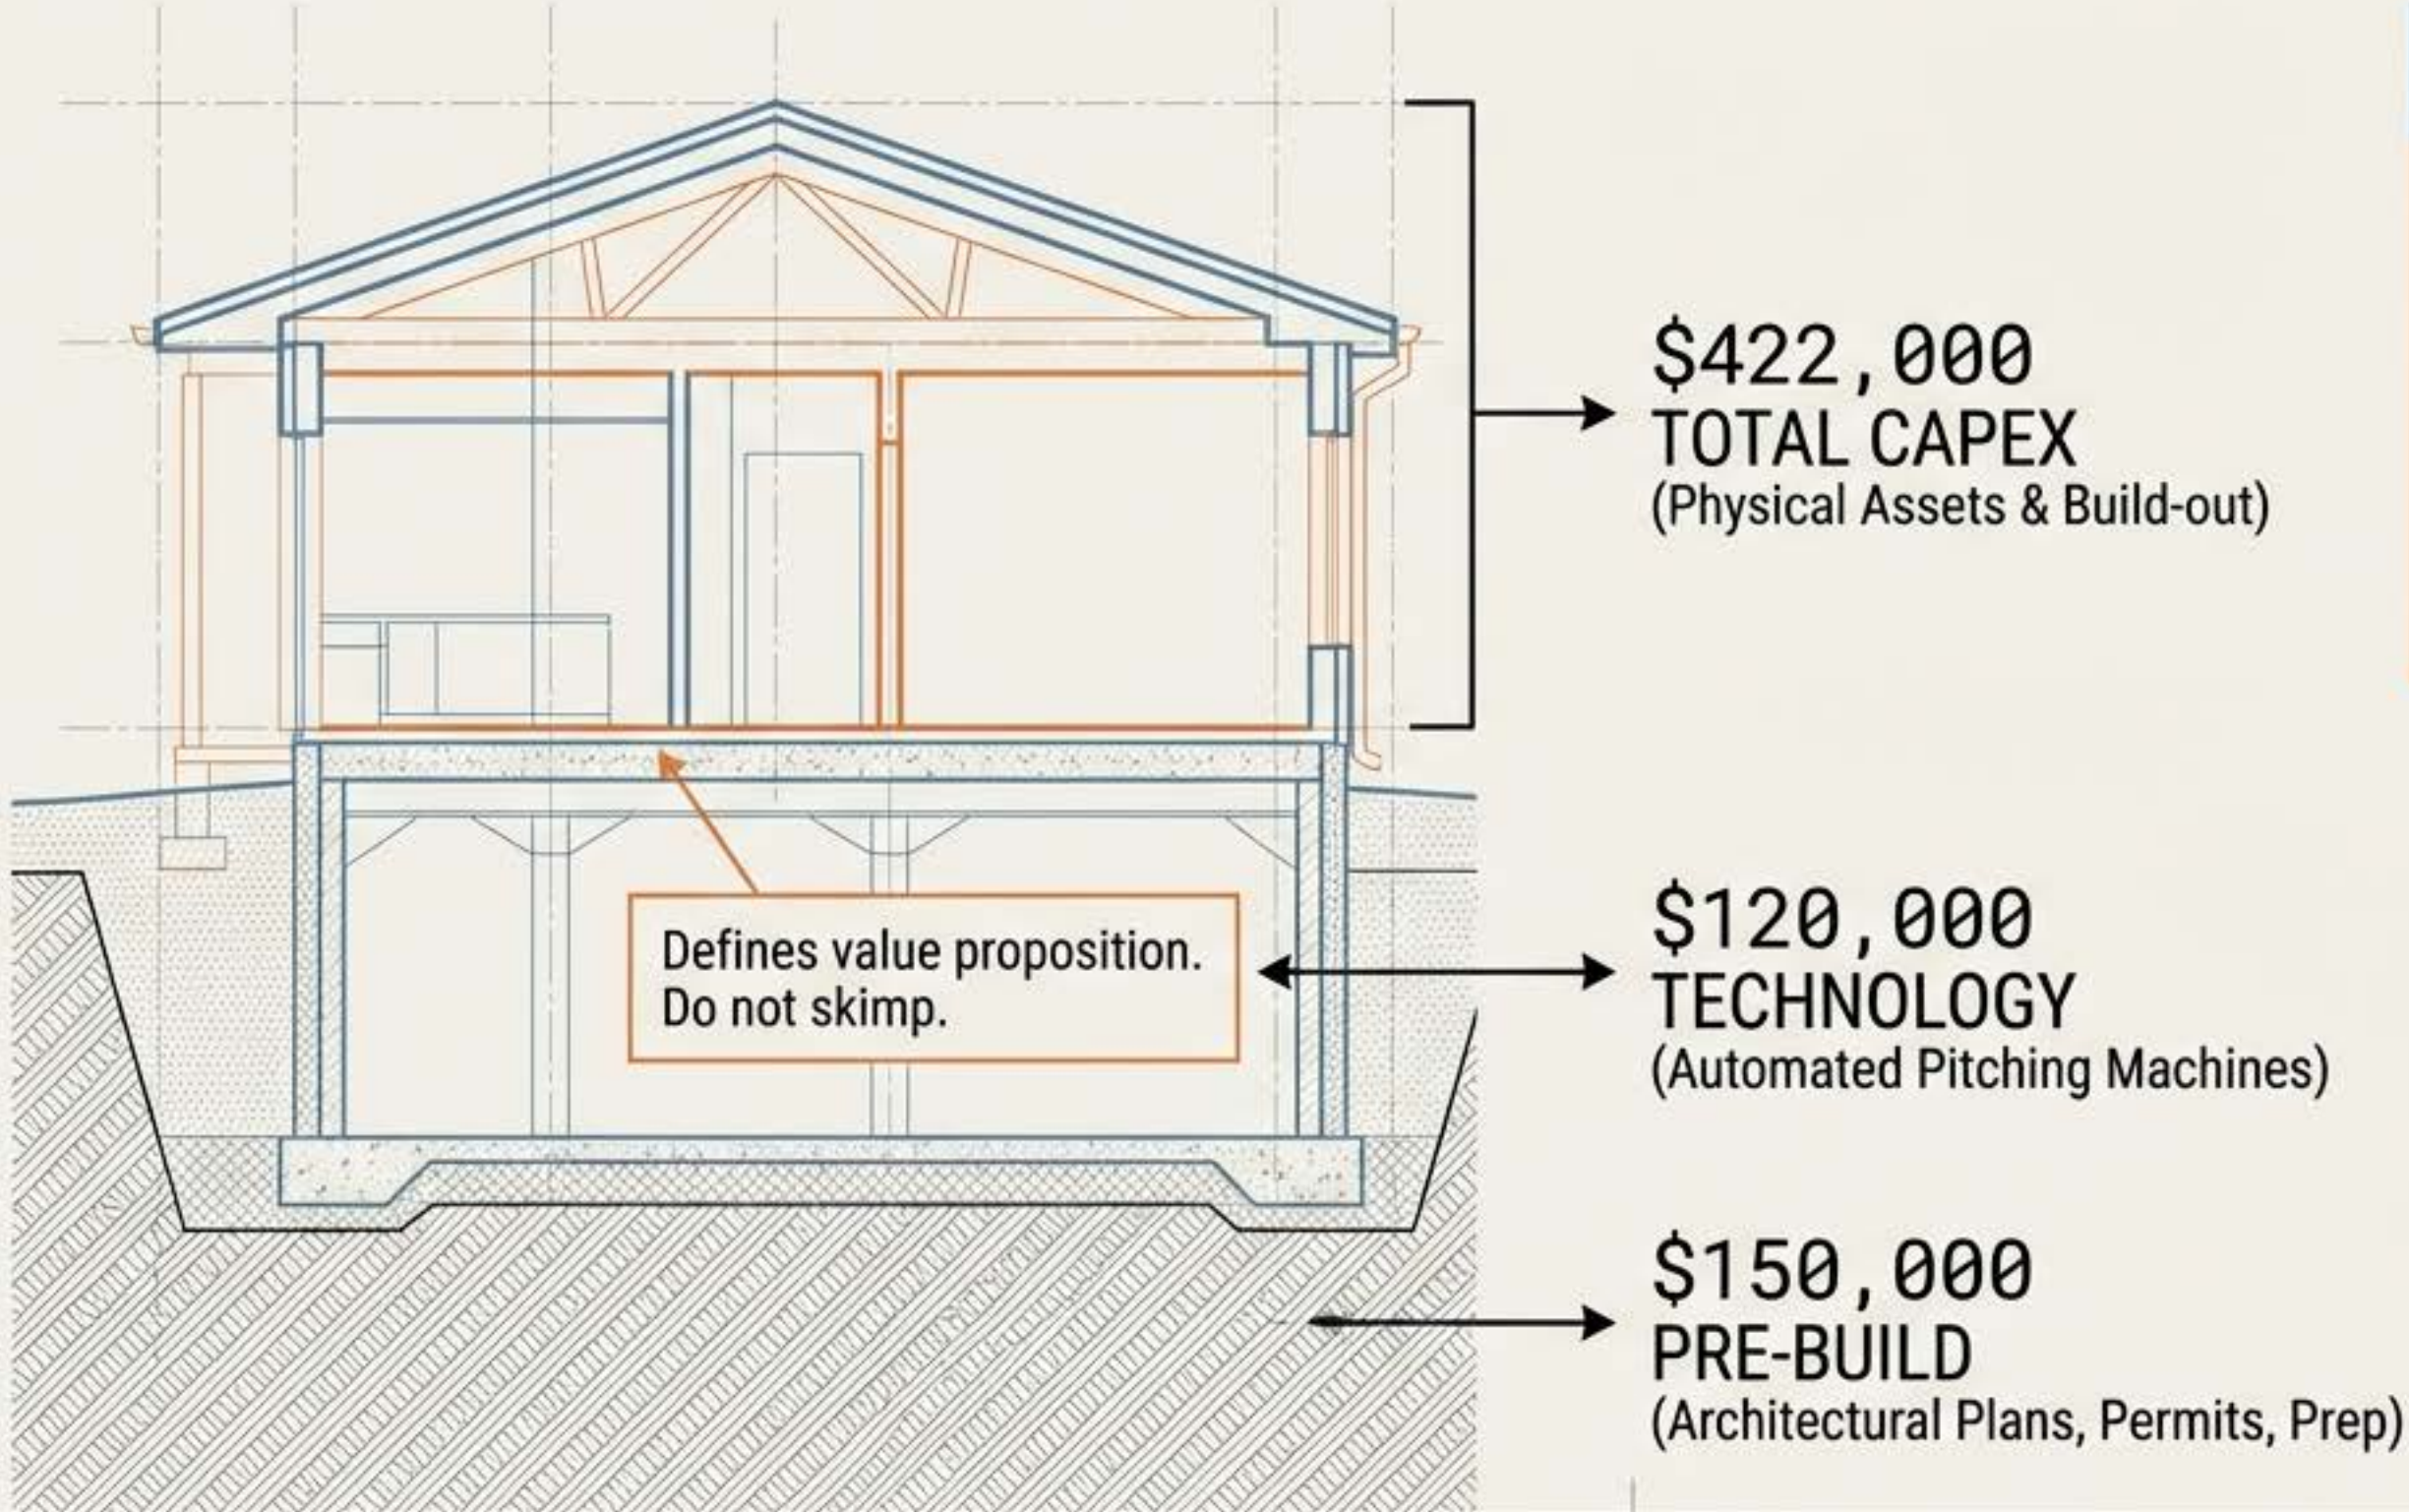 $422,000
TOTAL CAPEX
(Physical Assets & Build-out)
Defines value proposition.
Do not skimp.
$120,000
TECHNOLOGY
(Automated Pitching Machines)
$150,000
PRE-BUILD
(Architectural Plans, Permits, Prep)